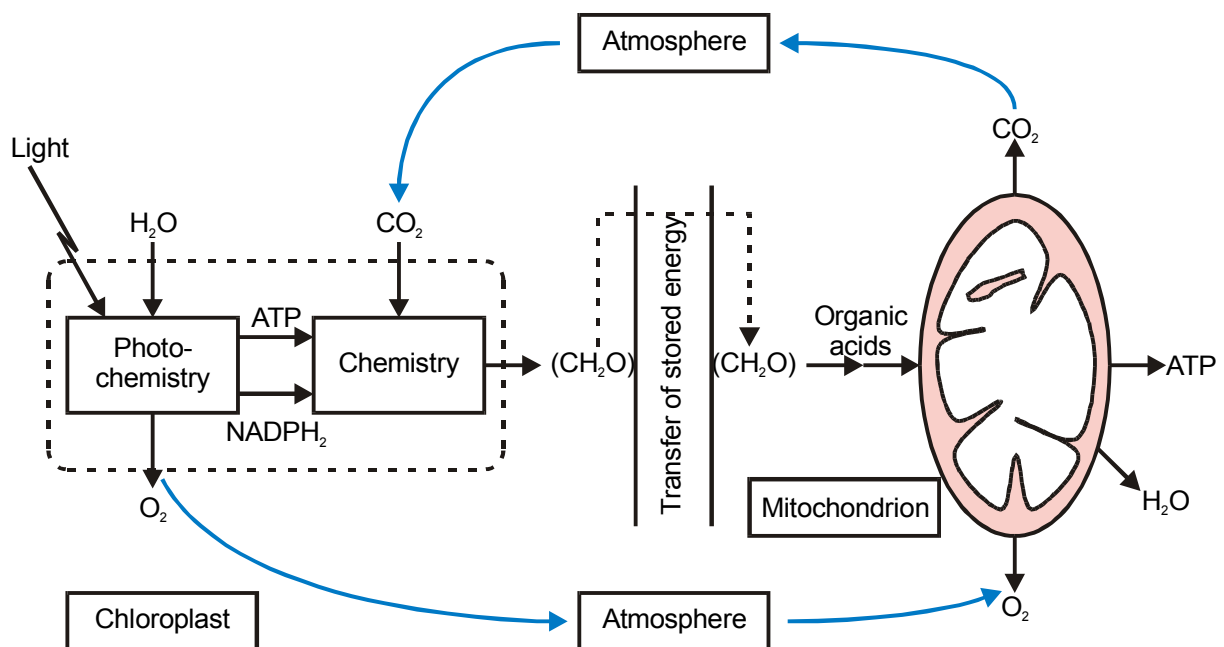 Atmosphere
CO₂
Light
H₂O
CO₂
ATP
Photo-
chemistry
Chemistry
NADPH₂
(CH₂O)
Transfer of stored energy
(CH₂O)
Organic
acids
ATP
H₂O
Mitochondrion
O₂
O₂
Chloroplast
Atmosphere